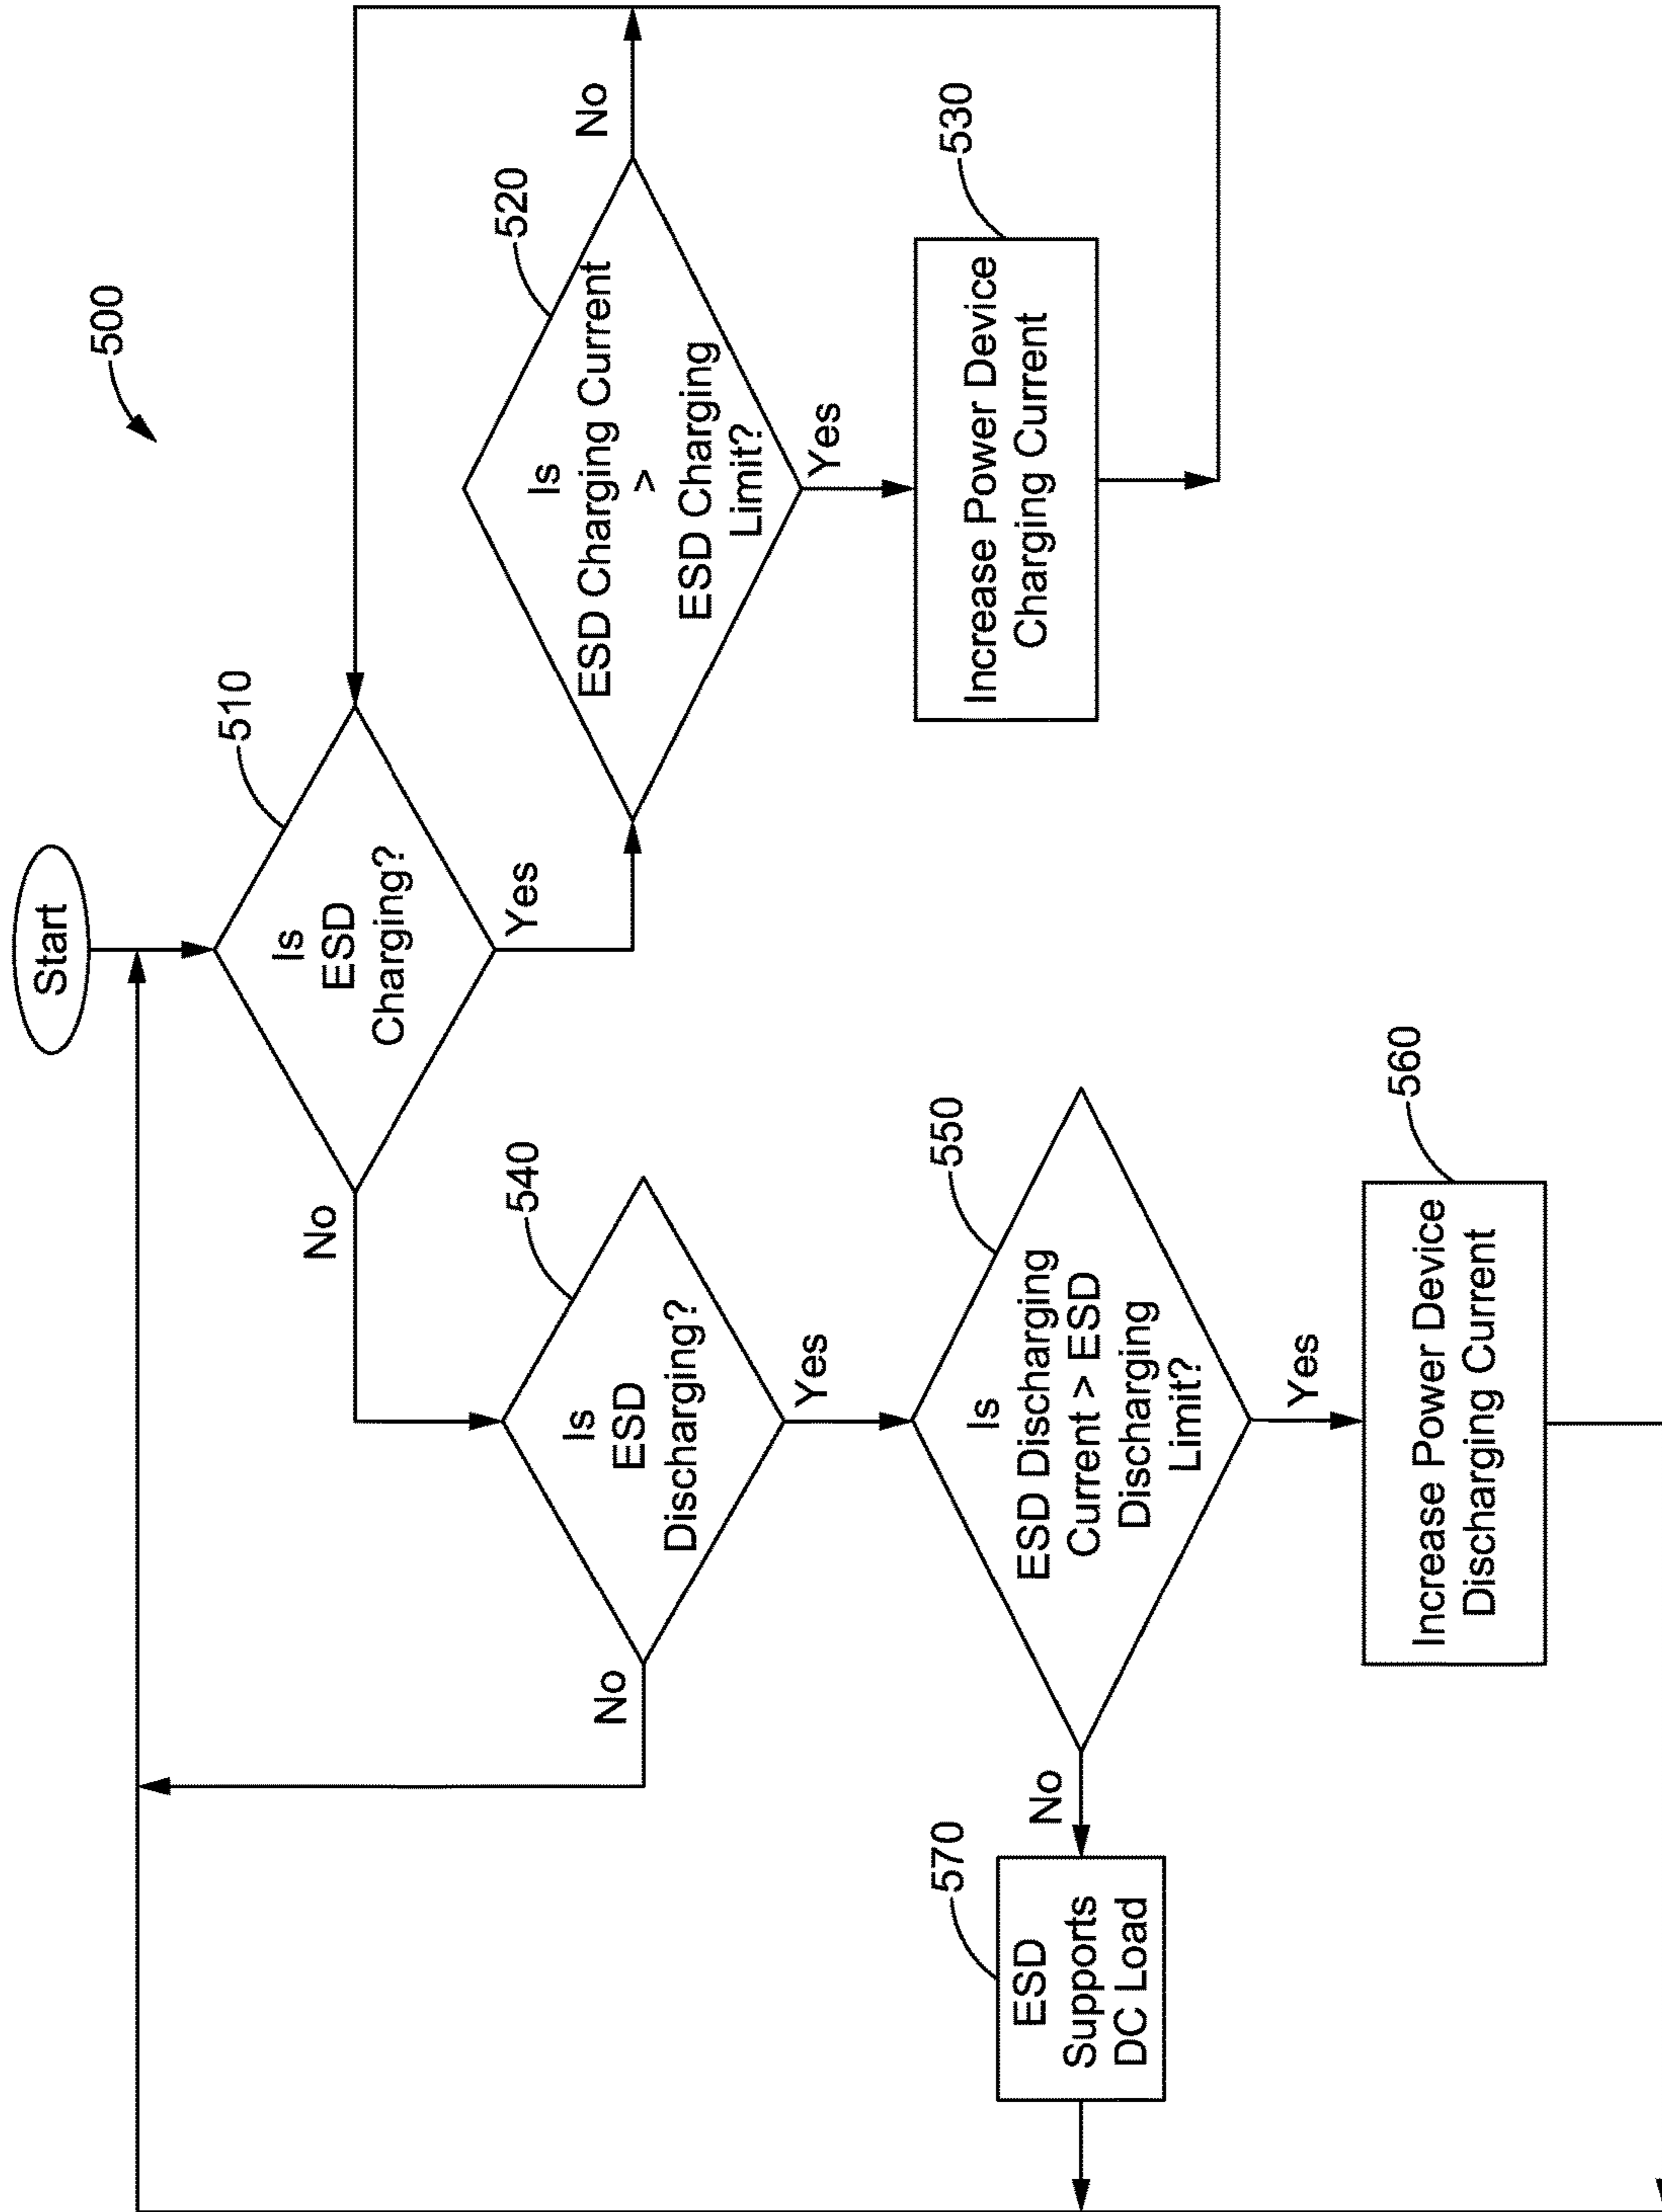 500
Start
Is
ESD
Charging?
510
Yes
No
Is
ESD Charging Current
>
ESD Charging
Limit?
520
No
Yes
Increase Power Device
Charging Current
530
Is
ESD
Discharging?
540
No
Yes
Is
ESD Discharging
Current > ESD
Discharging
Limit?
550
No
Yes
ESD
Supports
DC Load
570
Increase Power Device
Discharging Current
560